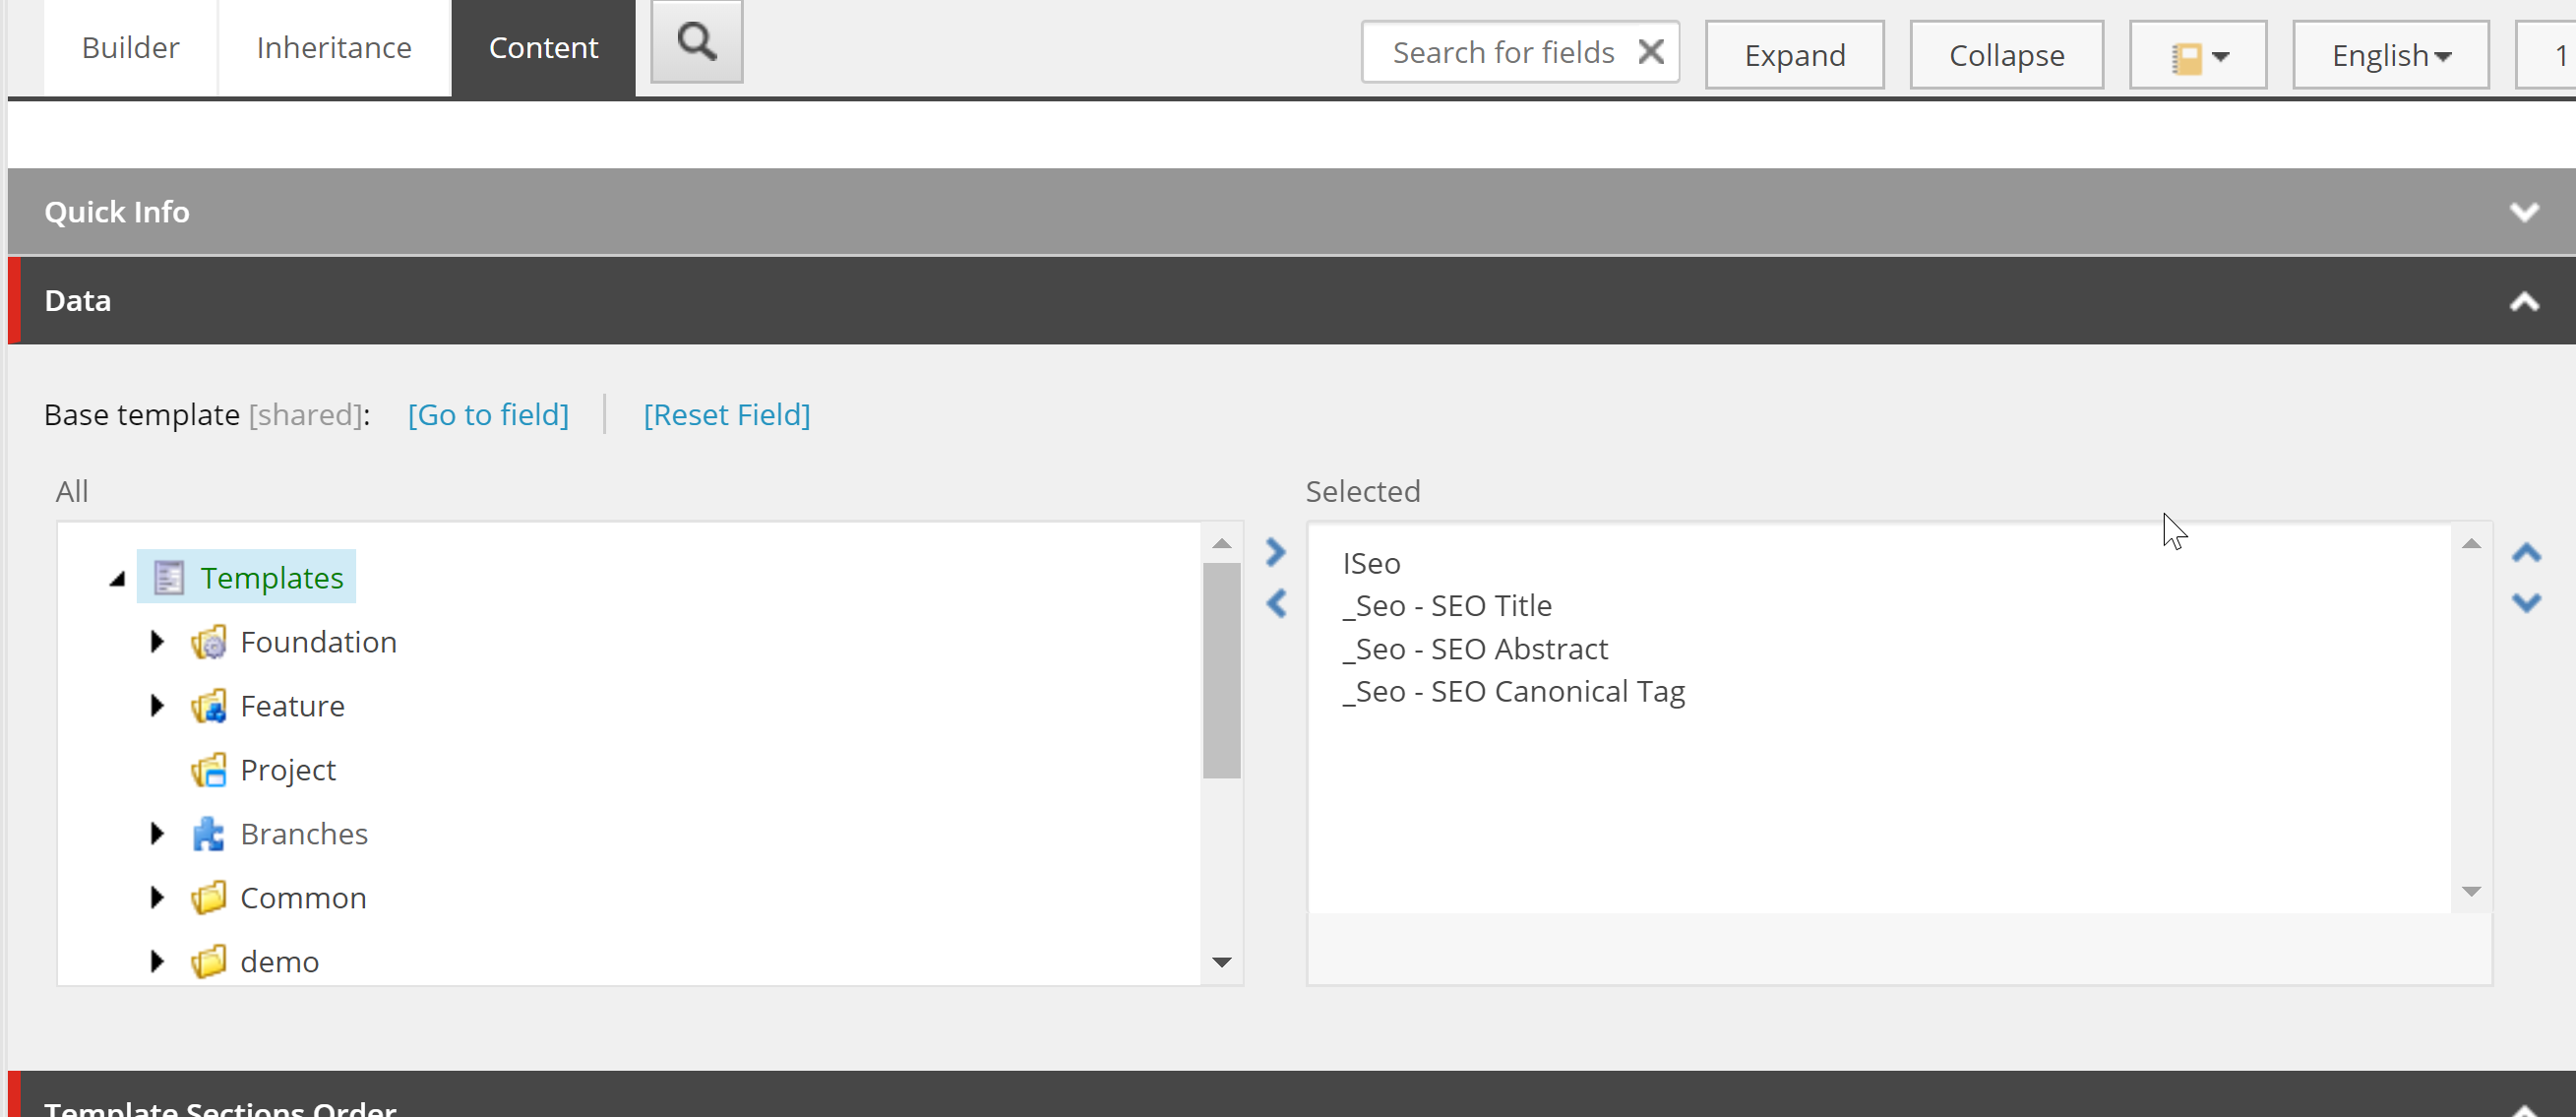 Builder Inheritance Content Search for fields Expand Collapse English 1
Quick Info
Data
Base template [shared]: [Go to field] [Reset Field]
All
Templates
Foundation
Feature
Project
Branches
Common
demo
Selected
ISeo
_Seo - SEO Title
_Seo - SEO Abstract
_Seo - SEO Canonical Tag
Template Sections Order